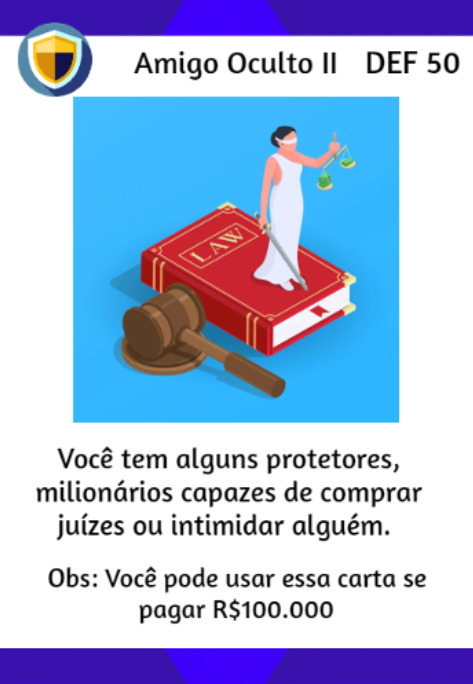 Amigo Oculto II DEF 50
LAW
Você tem alguns protetores,
milionários capazes de comprar
juízes ou intimidar alguém.
Obs: Você pode usar essa carta se
pagar R$100.000